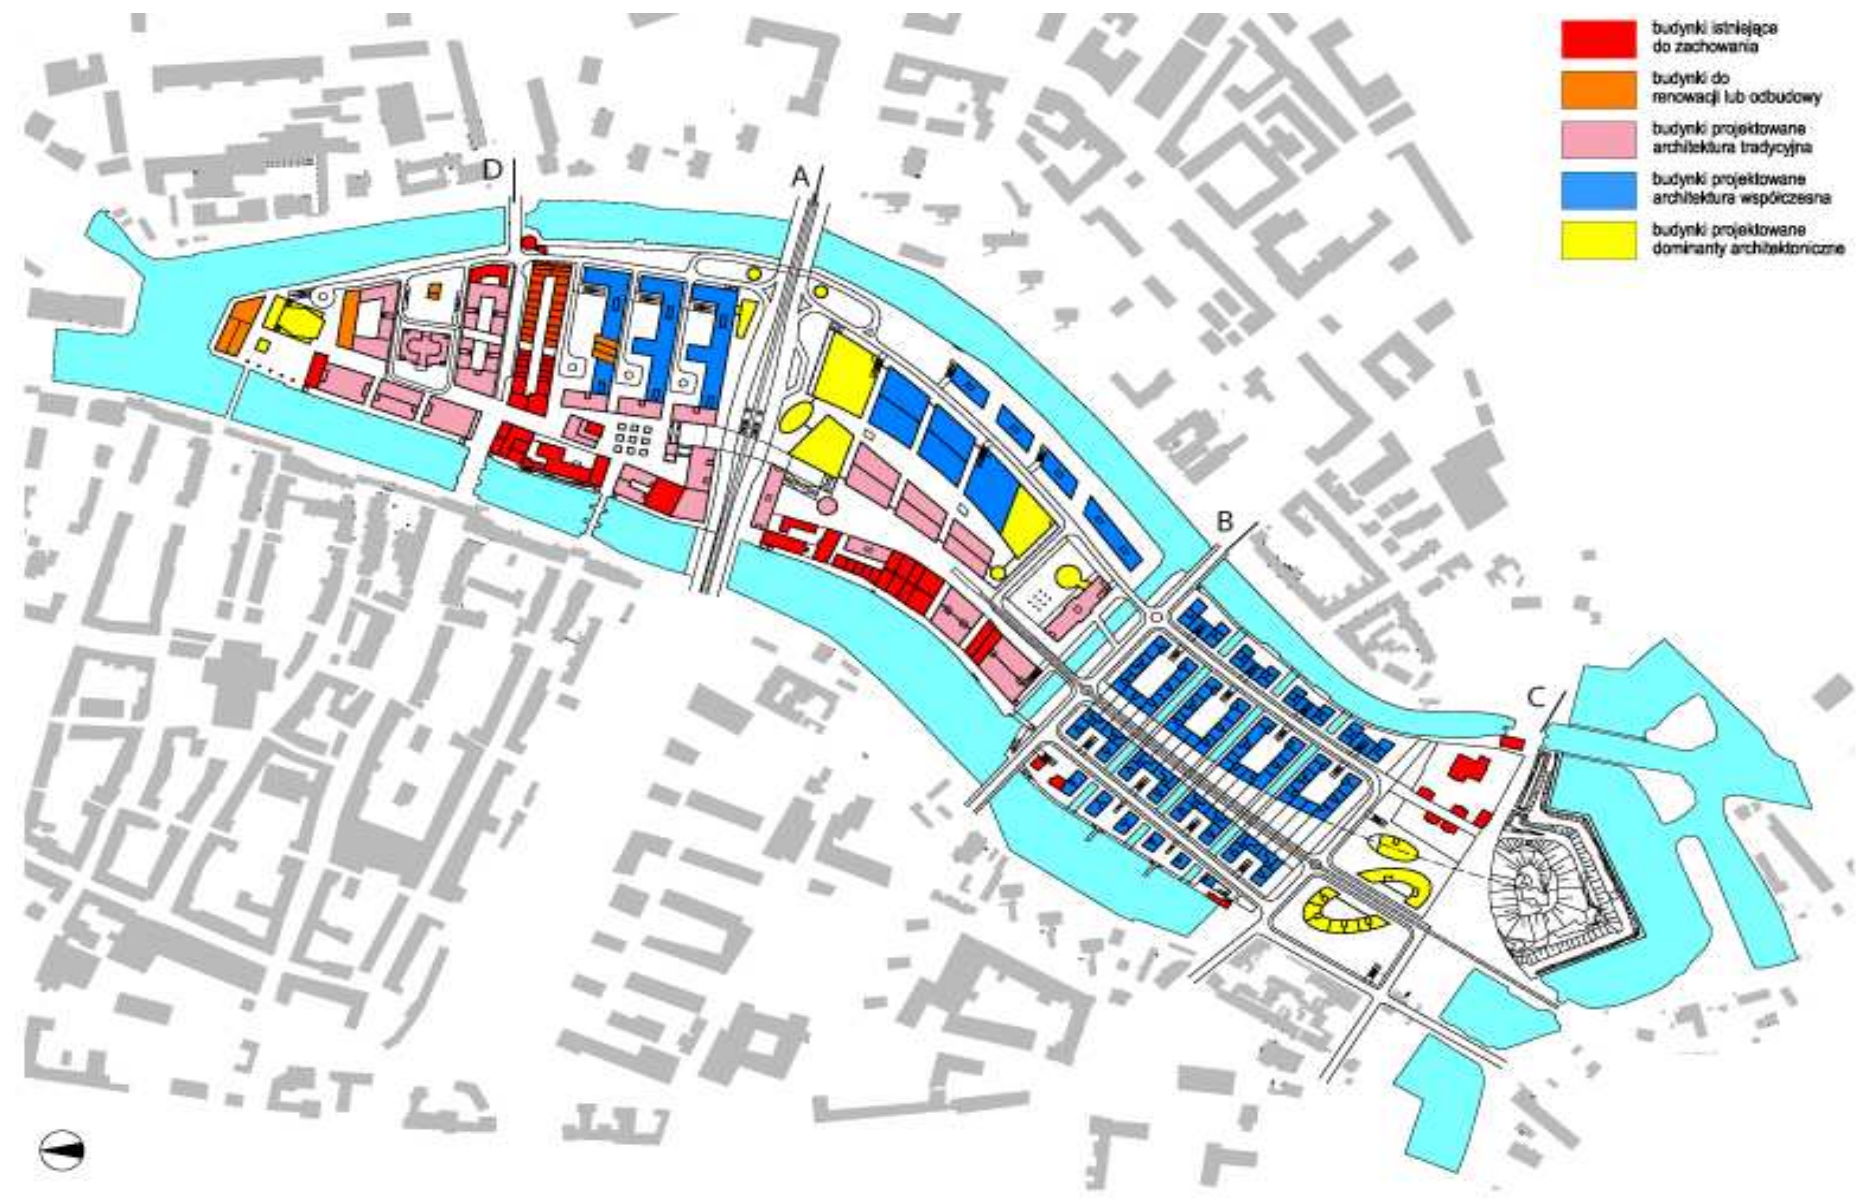 budynki istniejące
do zachowania
budynki do
renowacji lub odbudowy
budynki projektowane
architektura tradycyjna
budynki projektowane
architektura współczesna
budynki projektowane
dominanty architektoniczne
D
A
B
C